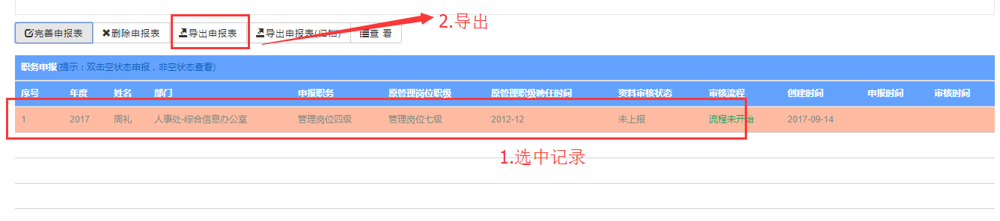 完善申报表 删除申报表 导出申报表 导出申报表(归档) 查 看
2.导出
职务申报(提示：双击空状态申报，非空状态查看)
序号 年度 姓名 部门 申报职务 原管理岗位职级 原管理职级聘任时间 资料审核状态 审核流程 创建时间 申报时间 审核时间
1 2017 周礼 人事处-综合信息办公室 管理岗位四级 管理岗位七级 2012-12 未上报 流程未开始 2017-09-14
1.选中记录